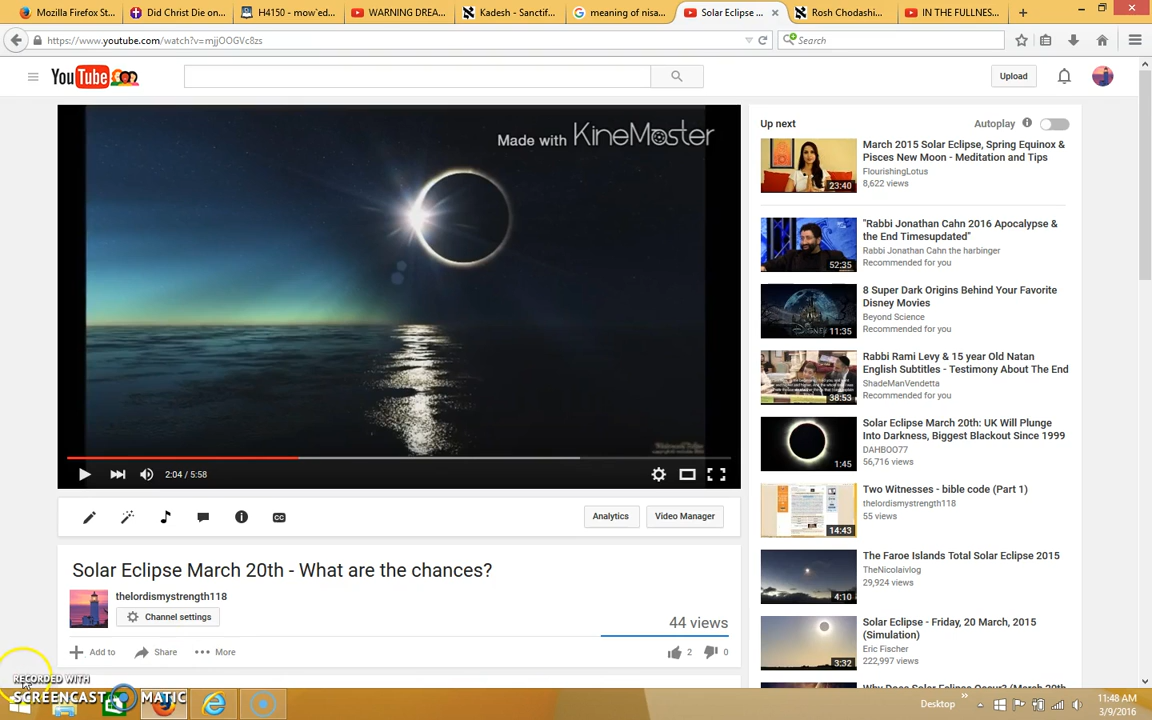 Mozilla Firefox St...
Did Christ Die on...
H4150 - mow`ed...
WARNING DREA...
Kadesh - Sanctif...
meaning of nisa...
Solar Eclipse ...
Rosh Chodashi...
IN THE FULLNES...
https://www.youtube.com/watch?v=mjjOOGVc8zs
Search
YouTube
Upload
Made with KineMaster
2:04 / 5:58
Analytics
Video Manager
Solar Eclipse March 20th - What are the chances?
thelordismystrength118
Channel settings
44 views
Add to
Share
More
2
0
Up next
Autoplay
March 2015 Solar Eclipse, Spring Equinox &
Pisces New Moon - Meditation and Tips
FlourishingLotus
8,622 views
23:40
"Rabbi Jonathan Cahn 2016 Apocalypse &
the End Timesupdated"
Rabbi Jonathan Cahn the harbinger
Recommended for you
52:35
8 Super Dark Origins Behind Your Favorite
Disney Movies
Beyond Science
Recommended for you
11:35
Rabbi Rami Levy & 15 year Old Natan
English Subtitles - Testimony About The End
ShadeManVendetta
Recommended for you
38:53
Solar Eclipse March 20th: UK Will Plunge
Into Darkness, Biggest Blackout Since 1999
DAHBOO77
56,716 views
1:45
Two Witnesses - bible code (Part 1)
thelordismystrength118
55 views
14:43
The Faroe Islands Total Solar Eclipse 2015
TheNicolaivlog
29,924 views
4:10
Solar Eclipse - Friday, 20 March, 2015
(Simulation)
Eric Fischer
222,997 views
3:32
RECORDED WITH
SCREENCAST MATIC
Desktop
11:48 AM
3/9/2016